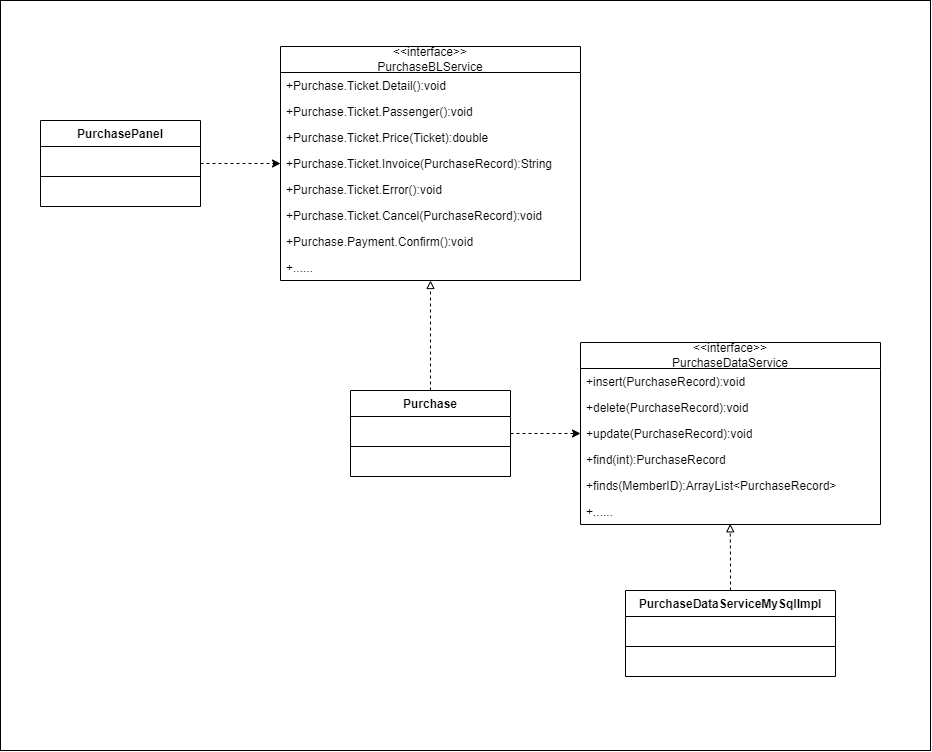 <<interface>>
PurchaseBLService
+Purchase.Ticket.Detail():void
+Purchase.Ticket.Passenger():void
+Purchase.Ticket.Price(Ticket):double
+Purchase.Ticket.Invoice(PurchaseRecord):String
+Purchase.Ticket.Error():void
+Purchase.Ticket.Cancel(PurchaseRecord):void
+Purchase.Payment.Confirm():void
+......
PurchasePanel
Purchase
<<interface>>
PurchaseDataService
+insert(PurchaseRecord):void
+delete(PurchaseRecord):void
+update(PurchaseRecord):void
+find(int):PurchaseRecord
+finds(MemberID):ArrayList<PurchaseRecord>
+......
PurchaseDataServiceMySqlImpl